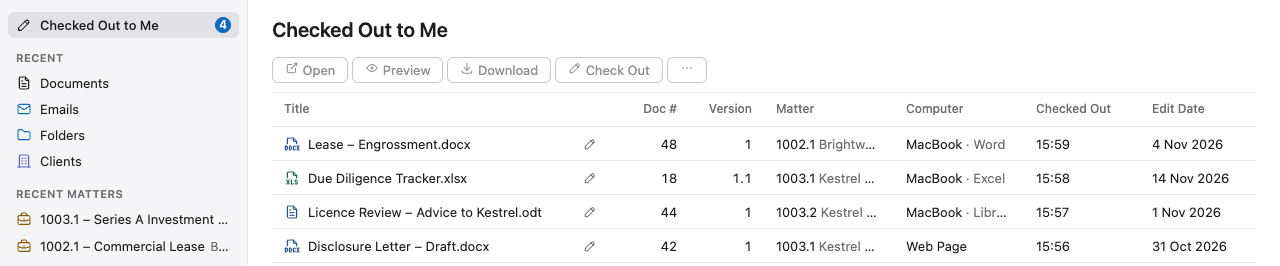 Checked Out to Me 4
RECENT
Documents
Emails
Folders
Clients
RECENT MATTERS
1003.1 – Series A Investment ...
1002.1 – Commercial Lease B...
Checked Out to Me
Open Preview Download Check Out ...
Title Doc # Version Matter Computer Checked Out Edit Date
DOCX Lease – Engrossment.docx 48 1 1002.1 Brightw... MacBook · Word 15:59 4 Nov 2026
XLS Due Diligence Tracker.xlsx 18 1.1 1003.1 Kestrel ... MacBook · Excel 15:58 14 Nov 2026
Licence Review – Advice to Kestrel.odt 44 1 1003.2 Kestrel ... MacBook · Libr... 15:57 1 Nov 2026
DOCX Disclosure Letter – Draft.docx 42 1 1003.1 Kestrel ... Web Page 15:56 31 Oct 2026